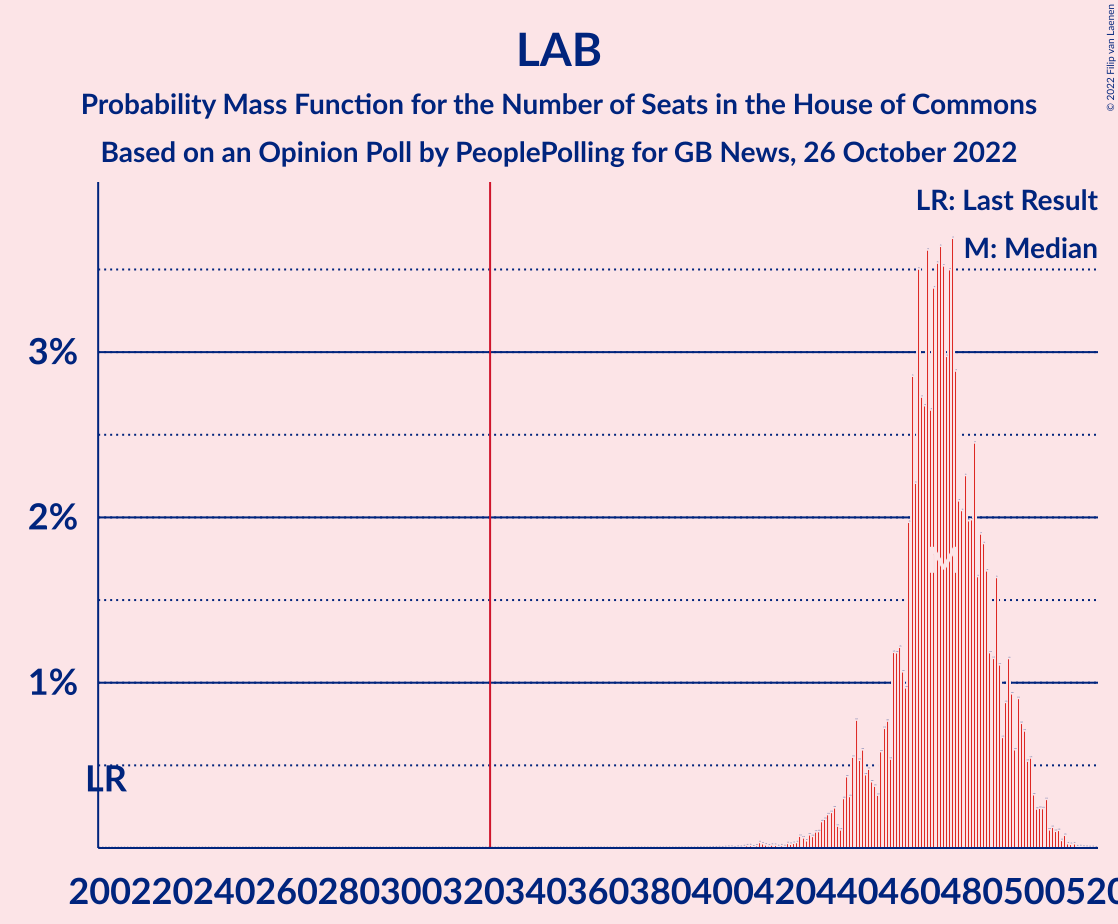 LAB
Probability Mass Function for the Number of Seats in the House of Commons
Based on an Opinion Poll by PeoplePolling for GB News, 26 October 2022
© 2022 Filip van Laenen
LR: Last Result
M: Median
3%
2%
1%
M
LR
200220240260280300320340360380400420440460480500520